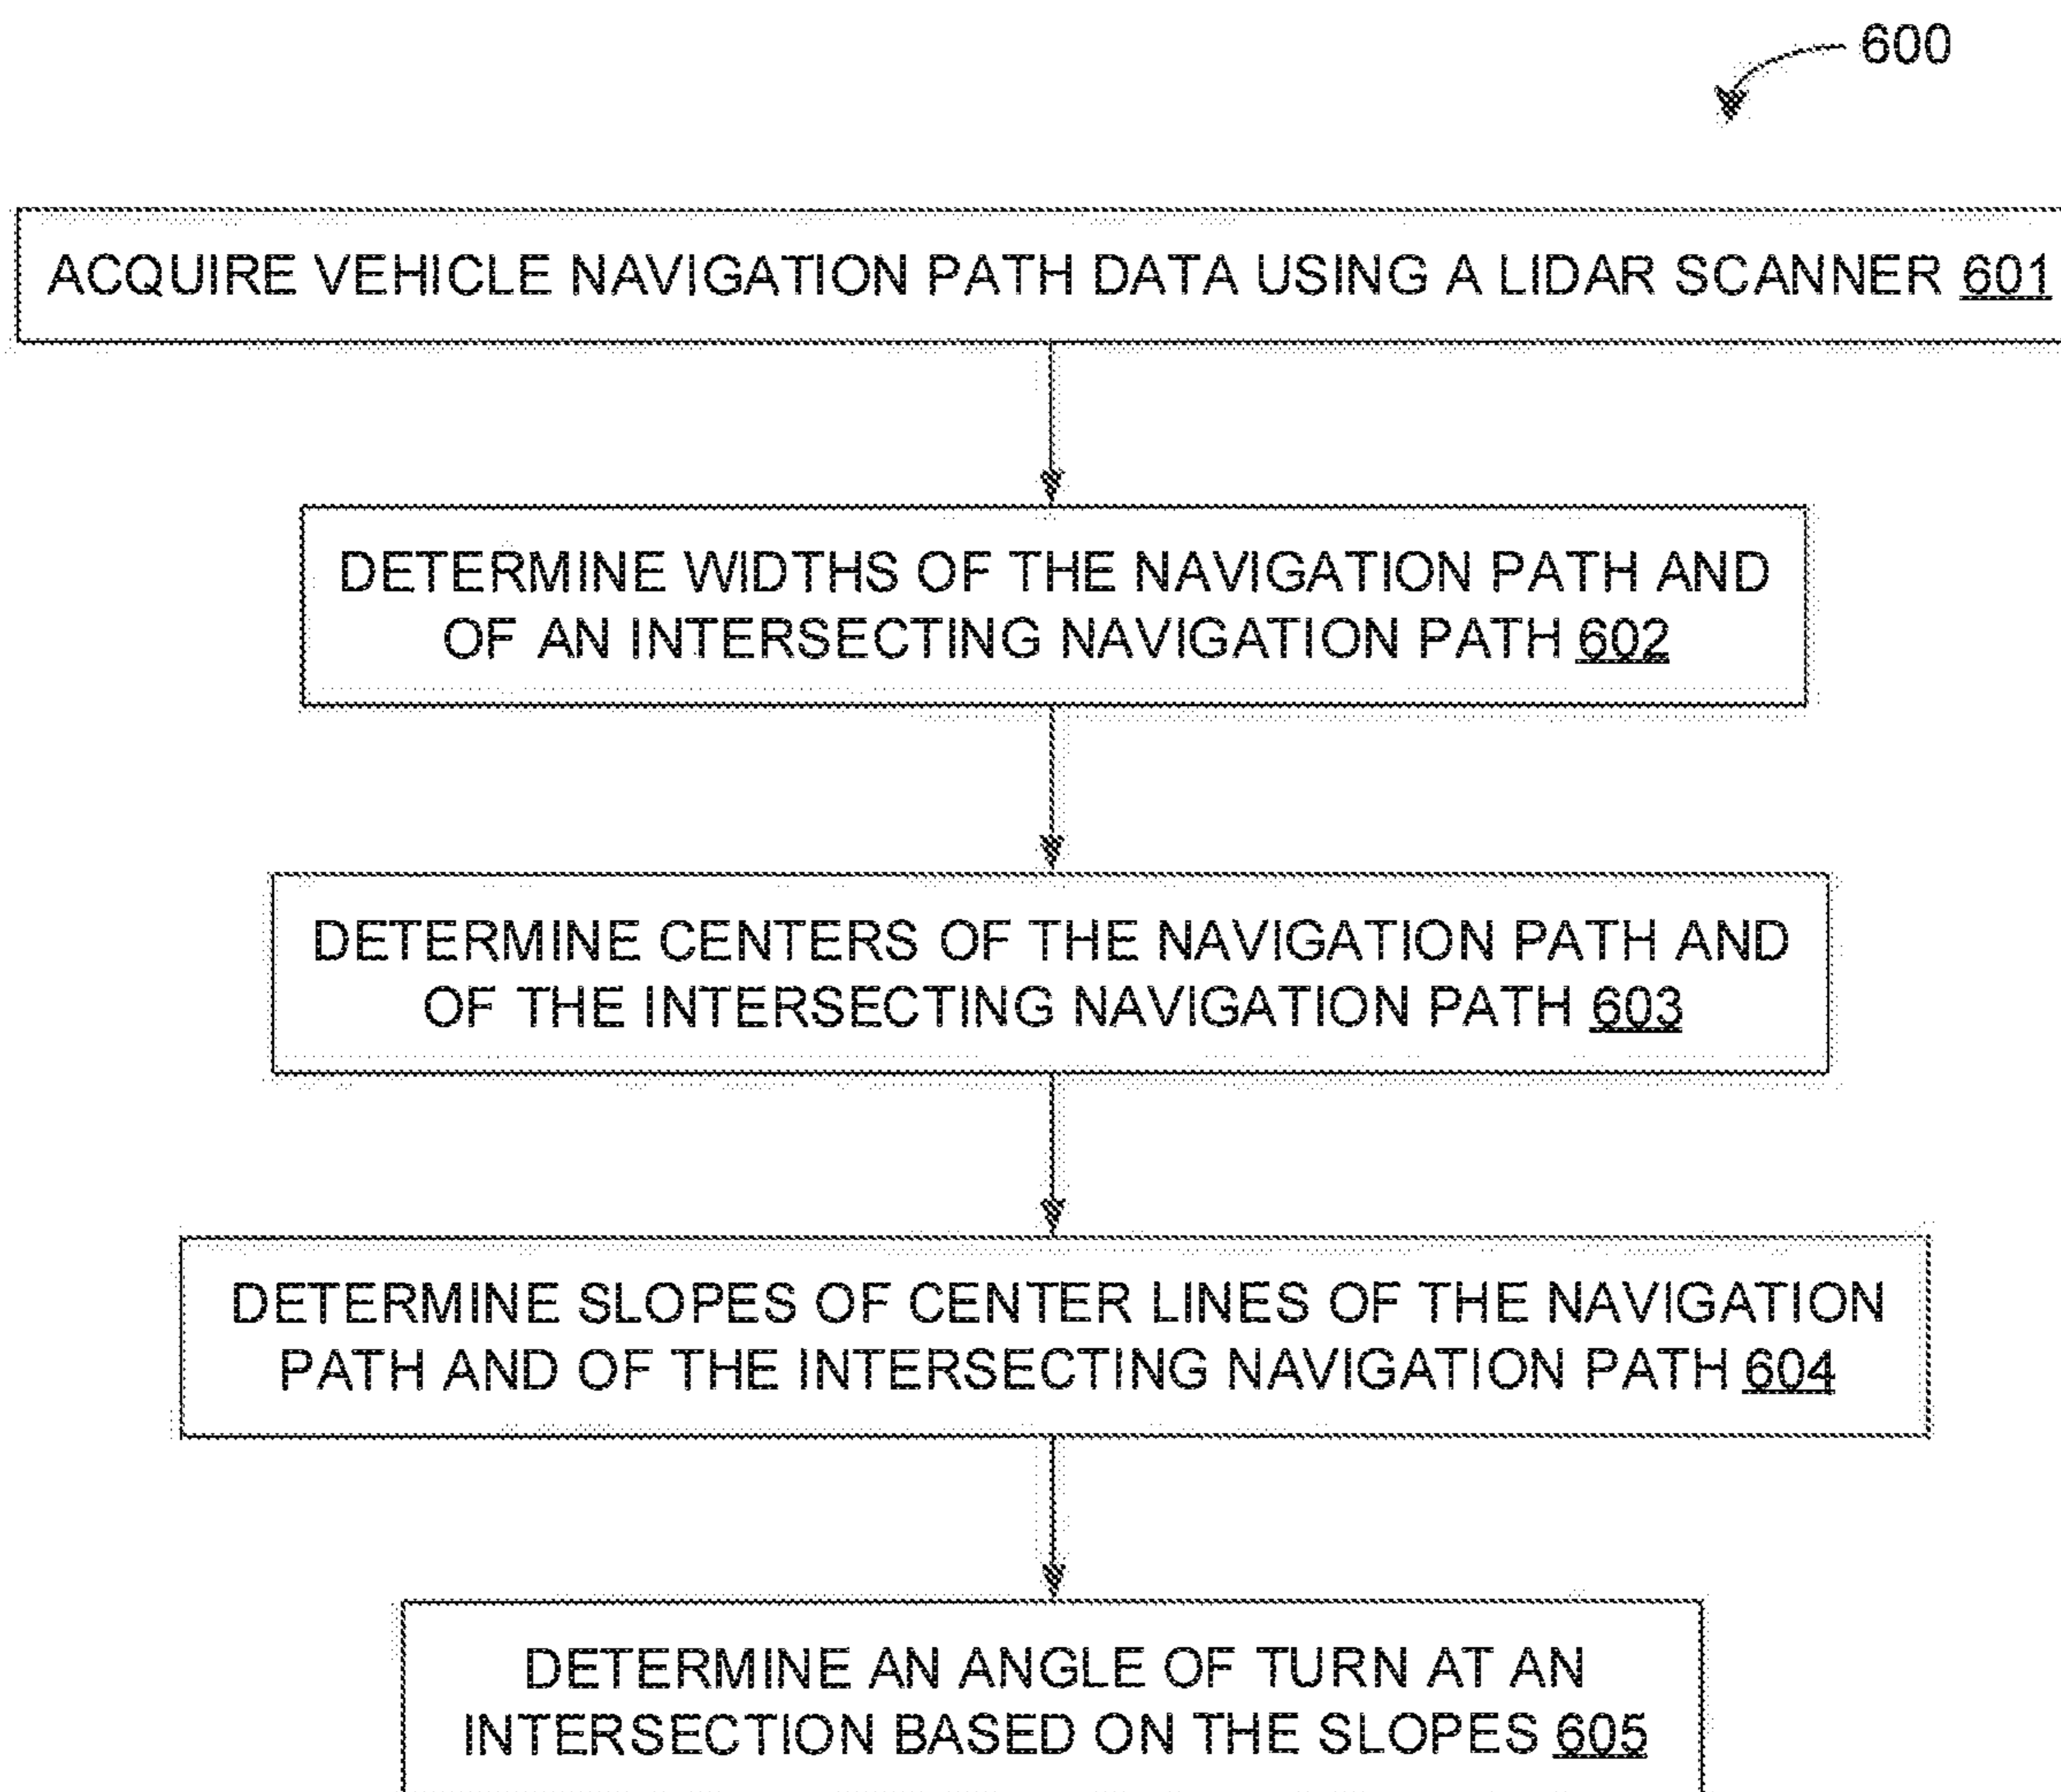 600
ACQUIRE VEHICLE NAVIGATION PATH DATA USING A LIDAR SCANNER 601
DETERMINE WIDTHS OF THE NAVIGATION PATH AND
OF AN INTERSECTING NAVIGATION PATH 602
DETERMINE CENTERS OF THE NAVIGATION PATH AND
OF THE INTERSECTING NAVIGATION PATH 603
DETERMINE SLOPES OF CENTER LINES OF THE NAVIGATION
PATH AND OF THE INTERSECTING NAVIGATION PATH 604
DETERMINE AN ANGLE OF TURN AT AN
INTERSECTION BASED ON THE SLOPES 605